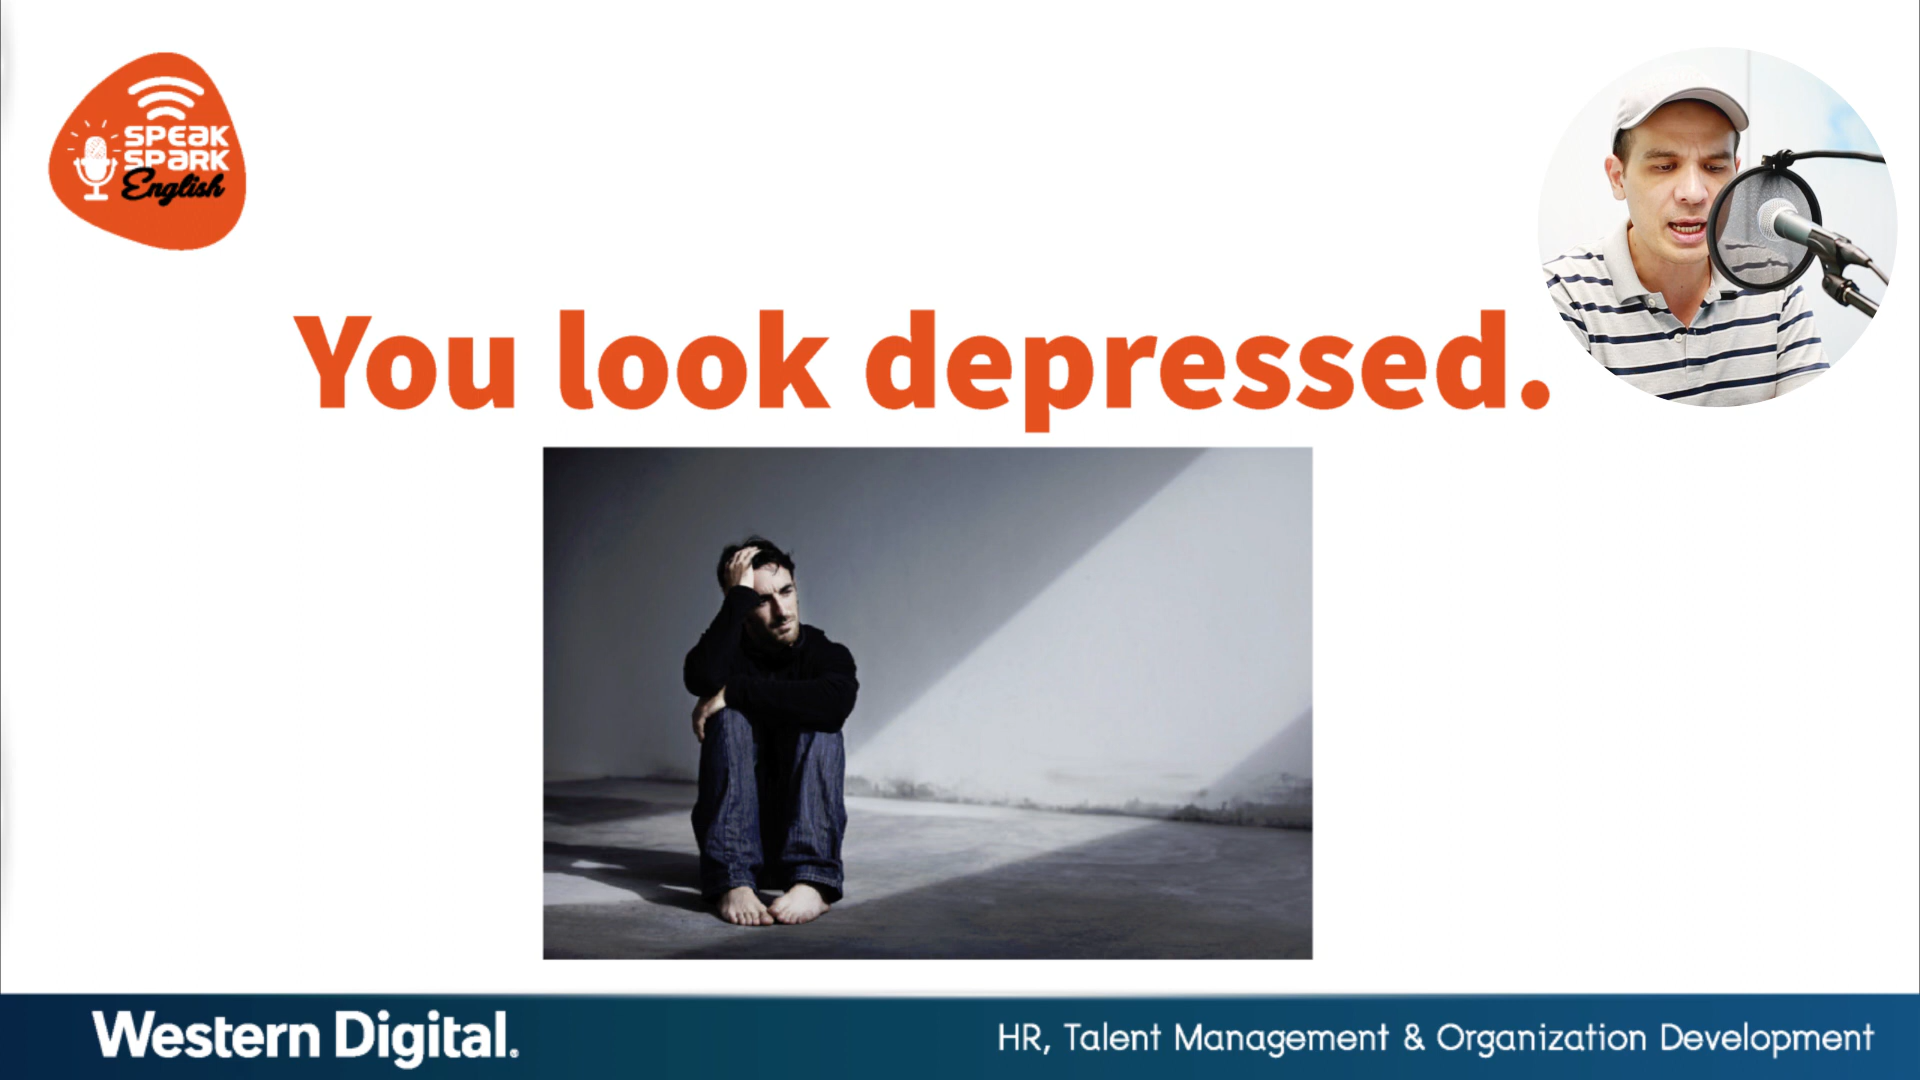 SPEAK
SPARK
English
You look depressed.
Western Digital.
HR, Talent Management & Organization Development